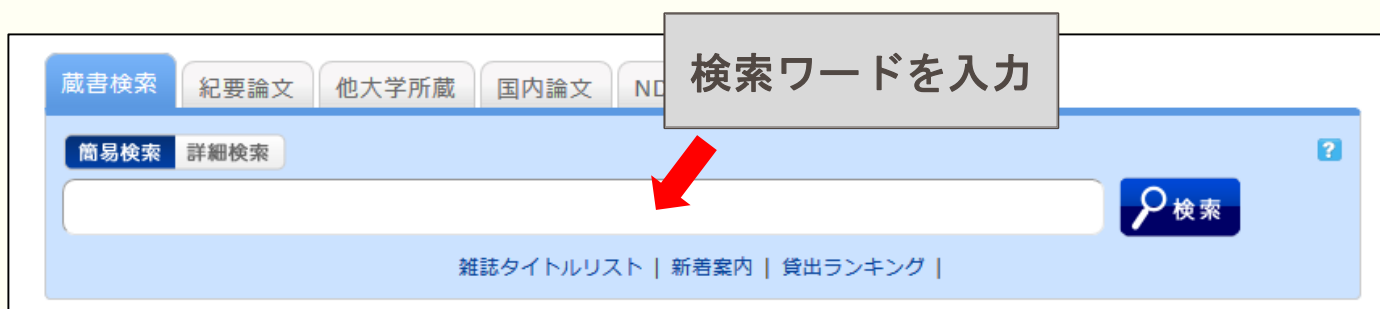 検索ワードを入力
蔵書検索 紀要論文 他大学所蔵 国内論文
簡易検索 詳細検索 ?
検索
雑誌タイトルリスト | 新着案内 | 貸出ランキング |